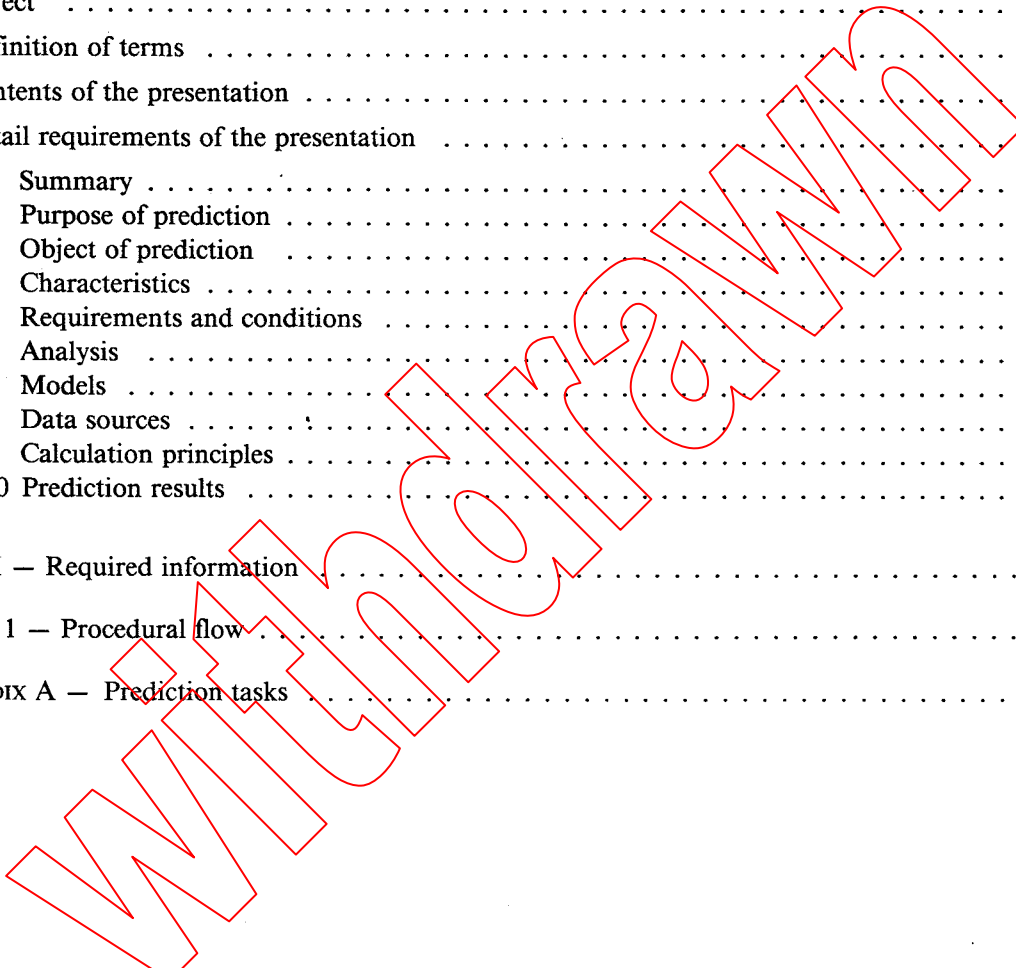 ect . . . . . . . . . . . . . . . . . . . . . . . . . . . . . . . . . . . . . . . .
finition of terms . . . . . . . . . . . . . . . . . . . . . . . . . . . . . . . .
ntents of the presentation . . . . . . . . . . . . . . . . . . . . . . . . . . .
tail requirements of the presentation . . . . . . . . . . . . . . . . . . . .
Summary . . . . . . . . . . . . . . . . . . . . . . . . . . . . . . . . . . .
Purpose of prediction . . . . . . . . . . . . . . . . . . . . . . . . . . . .
Object of prediction . . . . . . . . . . . . . . . . . . . . . . . . . . . .
Characteristics . . . . . . . . . . . . . . . . . . . . . . . . . . . . . . . .
Requirements and conditions . . . . . . . . . . . . . . . . . . . . . . .
Analysis . . . . . . . . . . . . . . . . . . . . . . . . . . . . . . . . . . .
Models . . . . . . . . . . . . . . . . . . . . . . . . . . . . . . . . . . . .
Data sources . . . . . . . . . . . . . . . . . . . . . . . . . . . . . . . . .
Calculation principles . . . . . . . . . . . . . . . . . . . . . . . . . . . .
0 Prediction results . . . . . . . . . . . . . . . . . . . . . . . . . . . . . .
— Required information . . . . . . . . . . . . . . . . . . . . . . . . . .
1 — Procedural flow . . . . . . . . . . . . . . . . . . . . . . . . . . . . .
IX A — Prediction tasks . . . . . . . . . . . . . . . . . . . . . . . . . . .
withdrawn